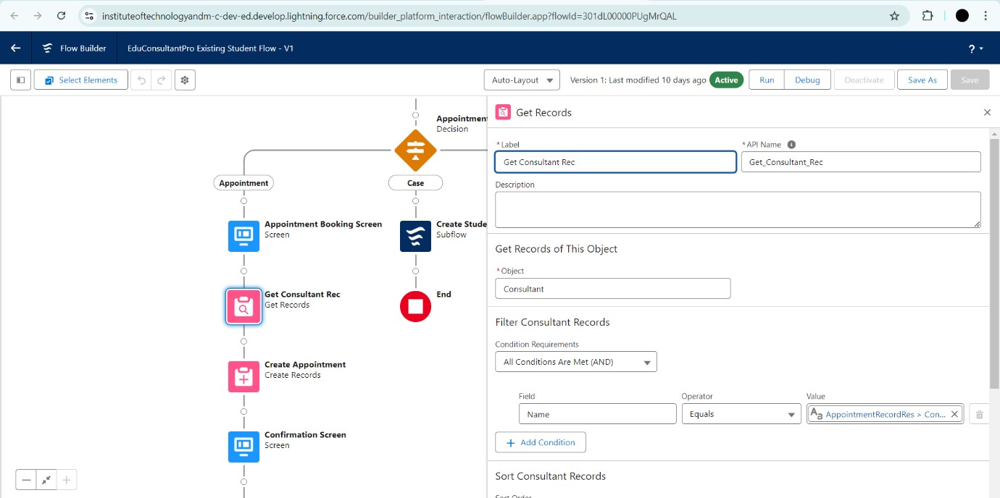 instituteoftechnologyandm-c-dev-ed.develop.lightning.force.com/builder_platform_interaction/flowBuilder.app?flowId=301dL00000PUgMrQAL
Flow Builder
EduConsultantPro Existing Student Flow - V1
?
Select Elements
Auto-Layout
Version 1: Last modified 10 days ago
Active
Run
Debug
Deactivate
Save As
Save
Appointment
Decision
Appointment
Case
Appointment Booking Screen
Screen
Create Stude
Subflow
Get Consultant Rec
Get Records
End
Create Appointment
Create Records
Confirmation Screen
Screen
Get Records
* Label
* API Name
Get Consultant Rec
Get_Consultant_Rec
Description
Get Records of This Object
* Object
Consultant
Filter Consultant Records
Condition Requirements
All Conditions Are Met (AND)
Field
Operator
Value
Name
Equals
Aa AppointmentRecordRes > Con...
+ Add Condition
Sort Consultant Records
Sort Order